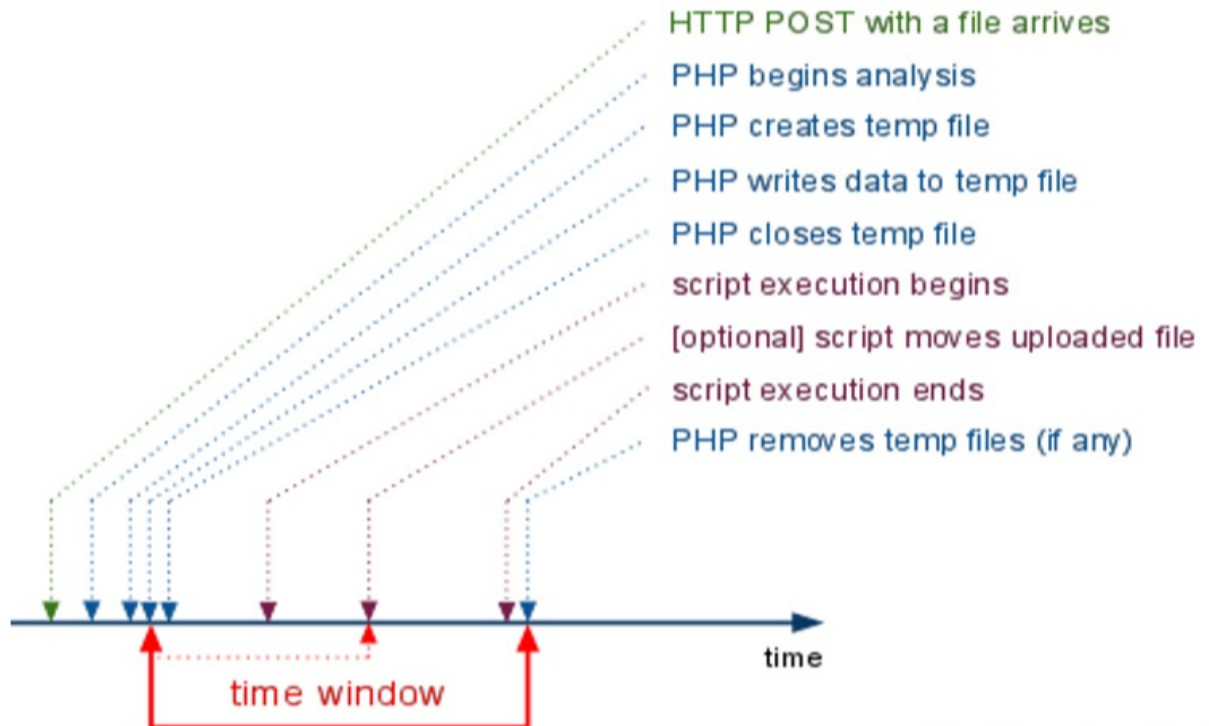 HTTP POST with a file arrives
PHP begins analysis
PHP creates temp file
PHP writes data to temp file
PHP closes temp file
script execution begins
[optional] script moves uploaded file
script execution ends
PHP removes temp files (if any)
time
time window